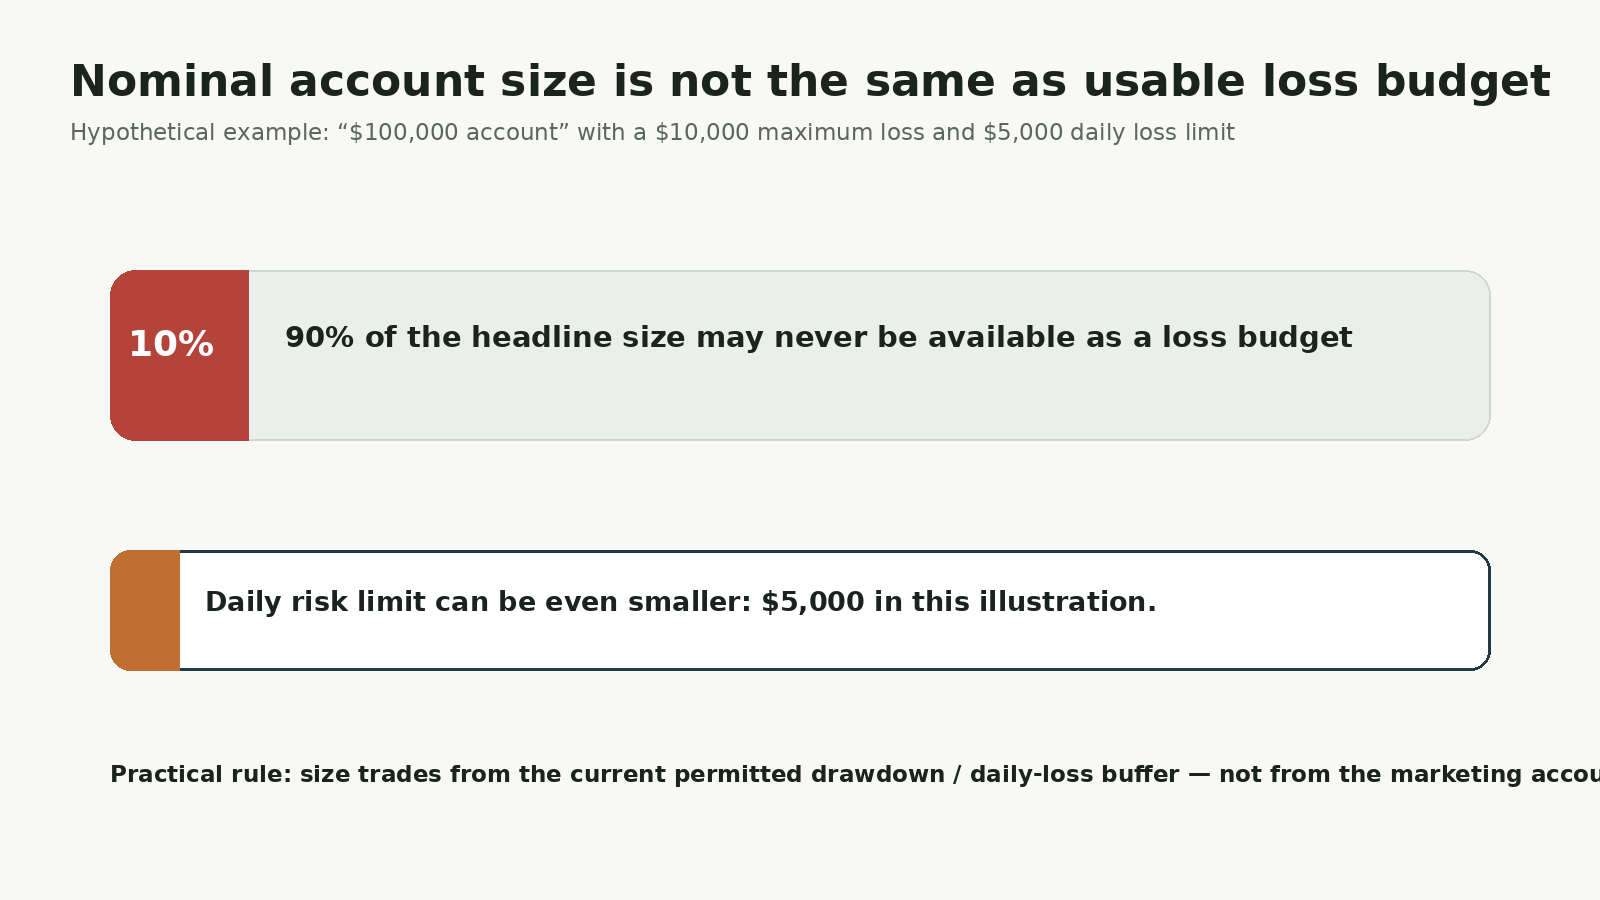 Nominal account size is not the same as usable loss budget
Hypothetical example: “$100,000 account” with a $10,000 maximum loss and $5,000 daily loss limit
10%
90% of the headline size may never be available as a loss budget
Daily risk limit can be even smaller: $5,000 in this illustration.
Practical rule: size trades from the current permitted drawdown / daily-loss buffer — not from the marketing